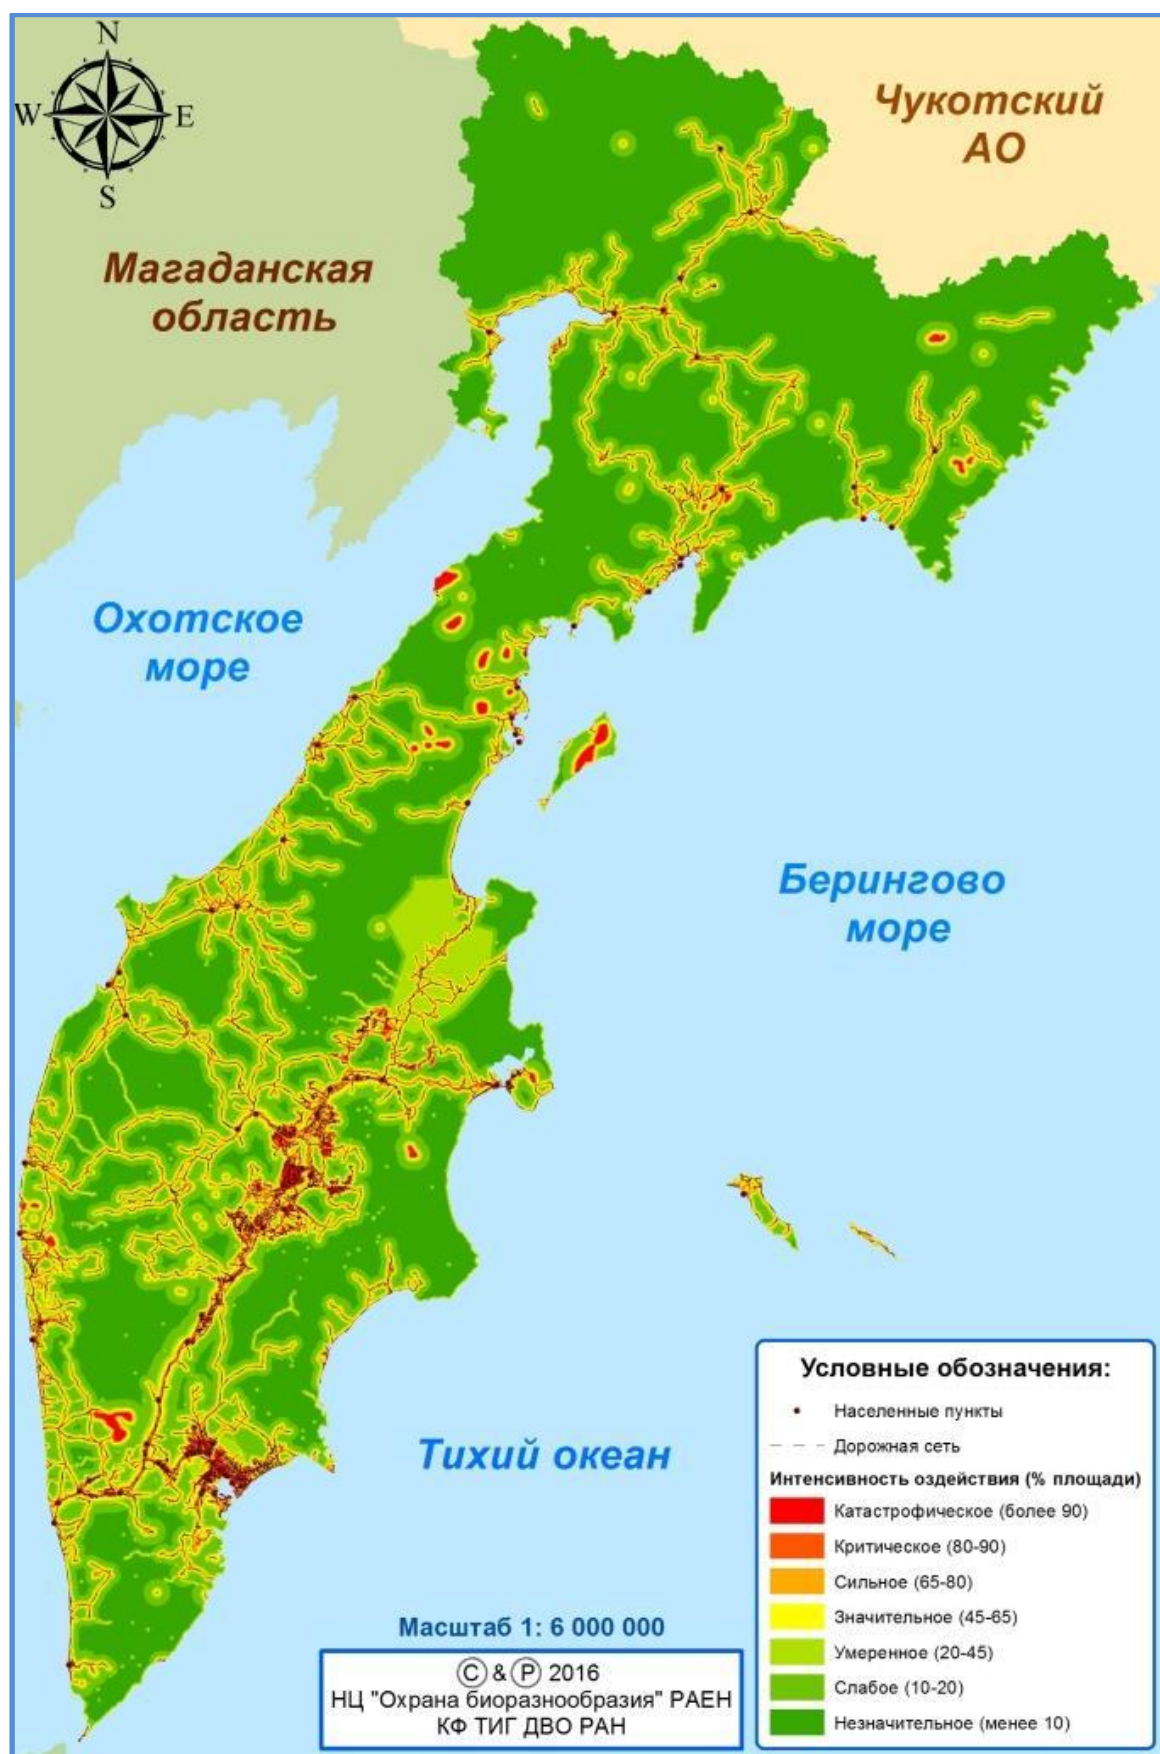 N
W
E
S
Чукотский
АО
Магаданская
область
Охотское
море
Берингово
море
Тихий океан
Масштаб 1: 6 000 000
Ⓒ & Ⓟ 2016
НЦ "Охрана биоразнообразия" РАЕН
КФ ТИГ ДВО РАН
Условные обозначения:
Населенные пункты
Дорожная сеть
Интенсивность оздействия (% площади)
Катастрофическое (более 90)
Критическое (80-90)
Сильное (65-80)
Значительное (45-65)
Умеренное (20-45)
Слабое (10-20)
Незначительное (менее 10)